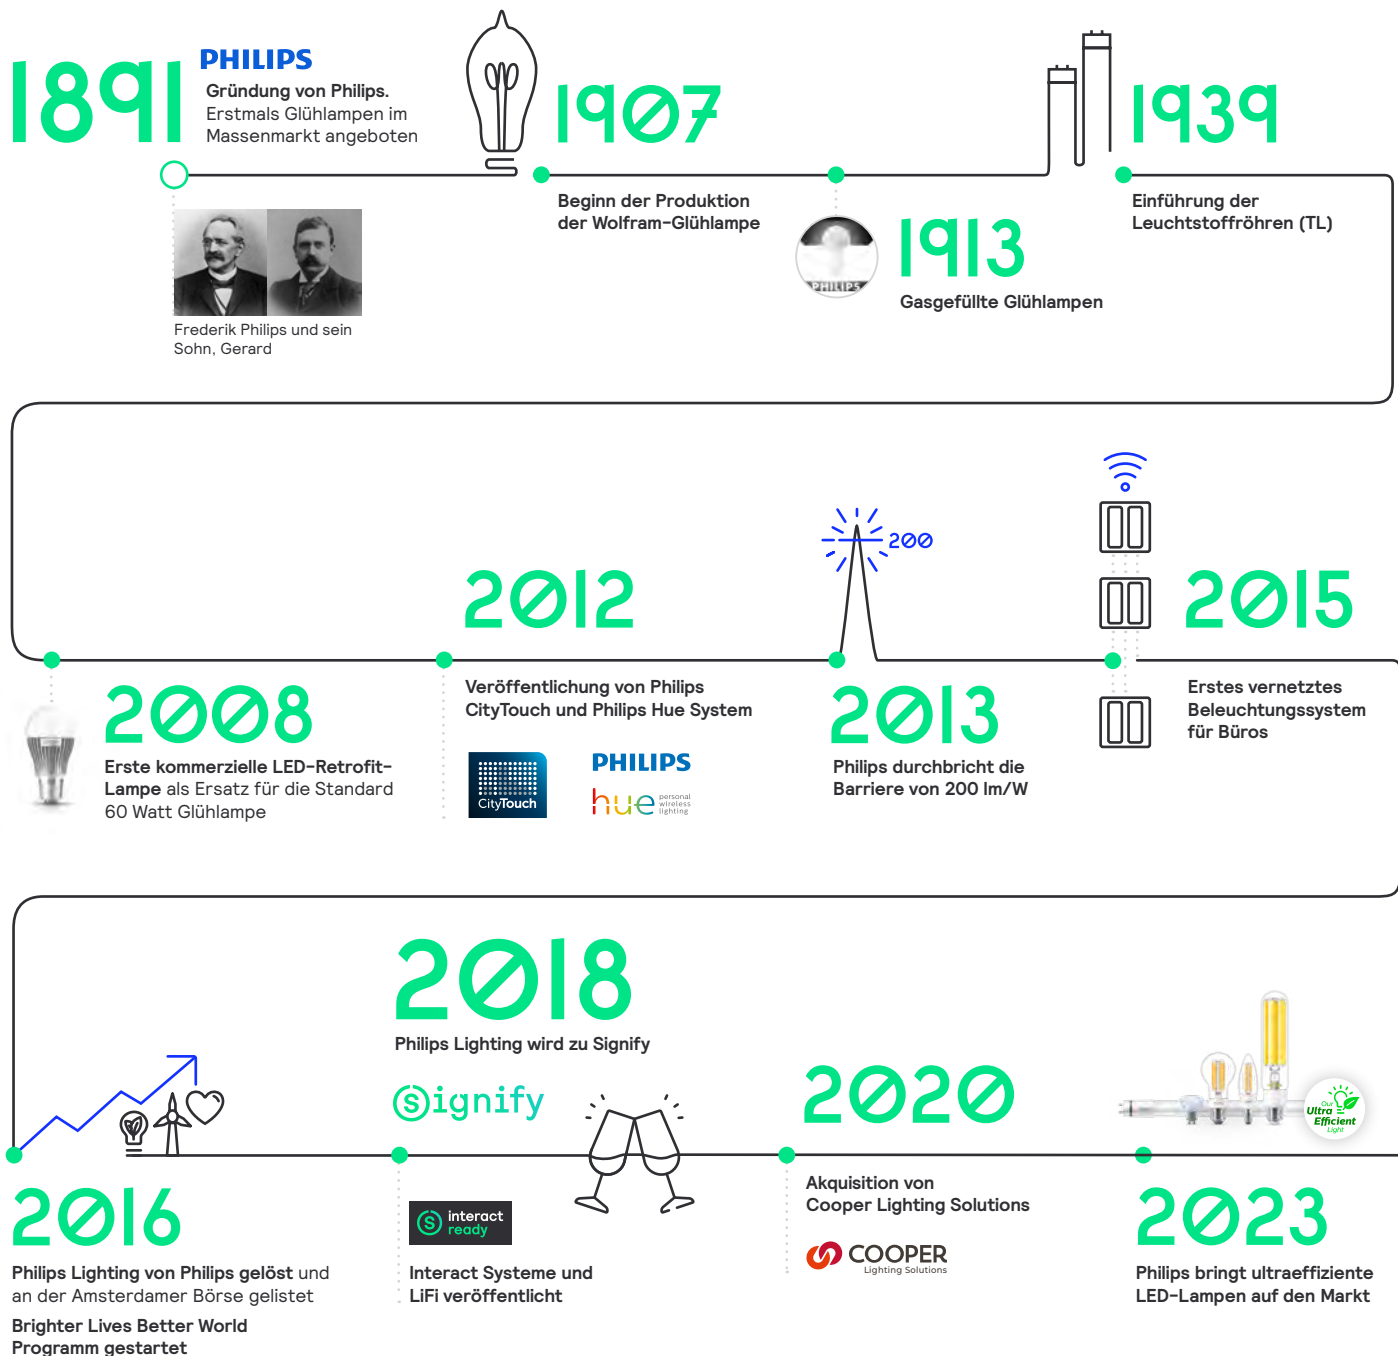 1891
PHILIPS
Gründung von Philips.
Erstmals Glühlampen im
Massenmarkt angeboten
Frederik Philips und sein
Sohn, Gerard
1907
Beginn der Produktion
der Wolfram-Glühlampe
PHILIPS
1913
Gasgefüllte Glühlampen
1939
Einführung der
Leuchtstoffröhren (TL)
2008
Erste kommerzielle LED-Retrofit-
Lampe als Ersatz für die Standard
60 Watt Glühlampe
2012
Veröffentlichung von Philips
CityTouch und Philips Hue System
CityTouch
PHILIPS
hue personal
wireless
lighting
200
2013
Philips durchbricht die
Barriere von 200 lm/W
2015
Erstes vernetztes
Beleuchtungssystem
für Büros
2016
Philips Lighting von Philips gelöst und
an der Amsterdamer Börse gelistet
Brighter Lives Better World
Programm gestartet
2018
Philips Lighting wird zu Signify
Signify
S interact
ready
Interact Systeme und
LiFi veröffentlicht
2020
Akquisition von
Cooper Lighting Solutions
COOPER
Lighting Solutions
Our
Ultra
Efficient
Light
2023
Philips bringt ultraeffiziente
LED-Lampen auf den Markt